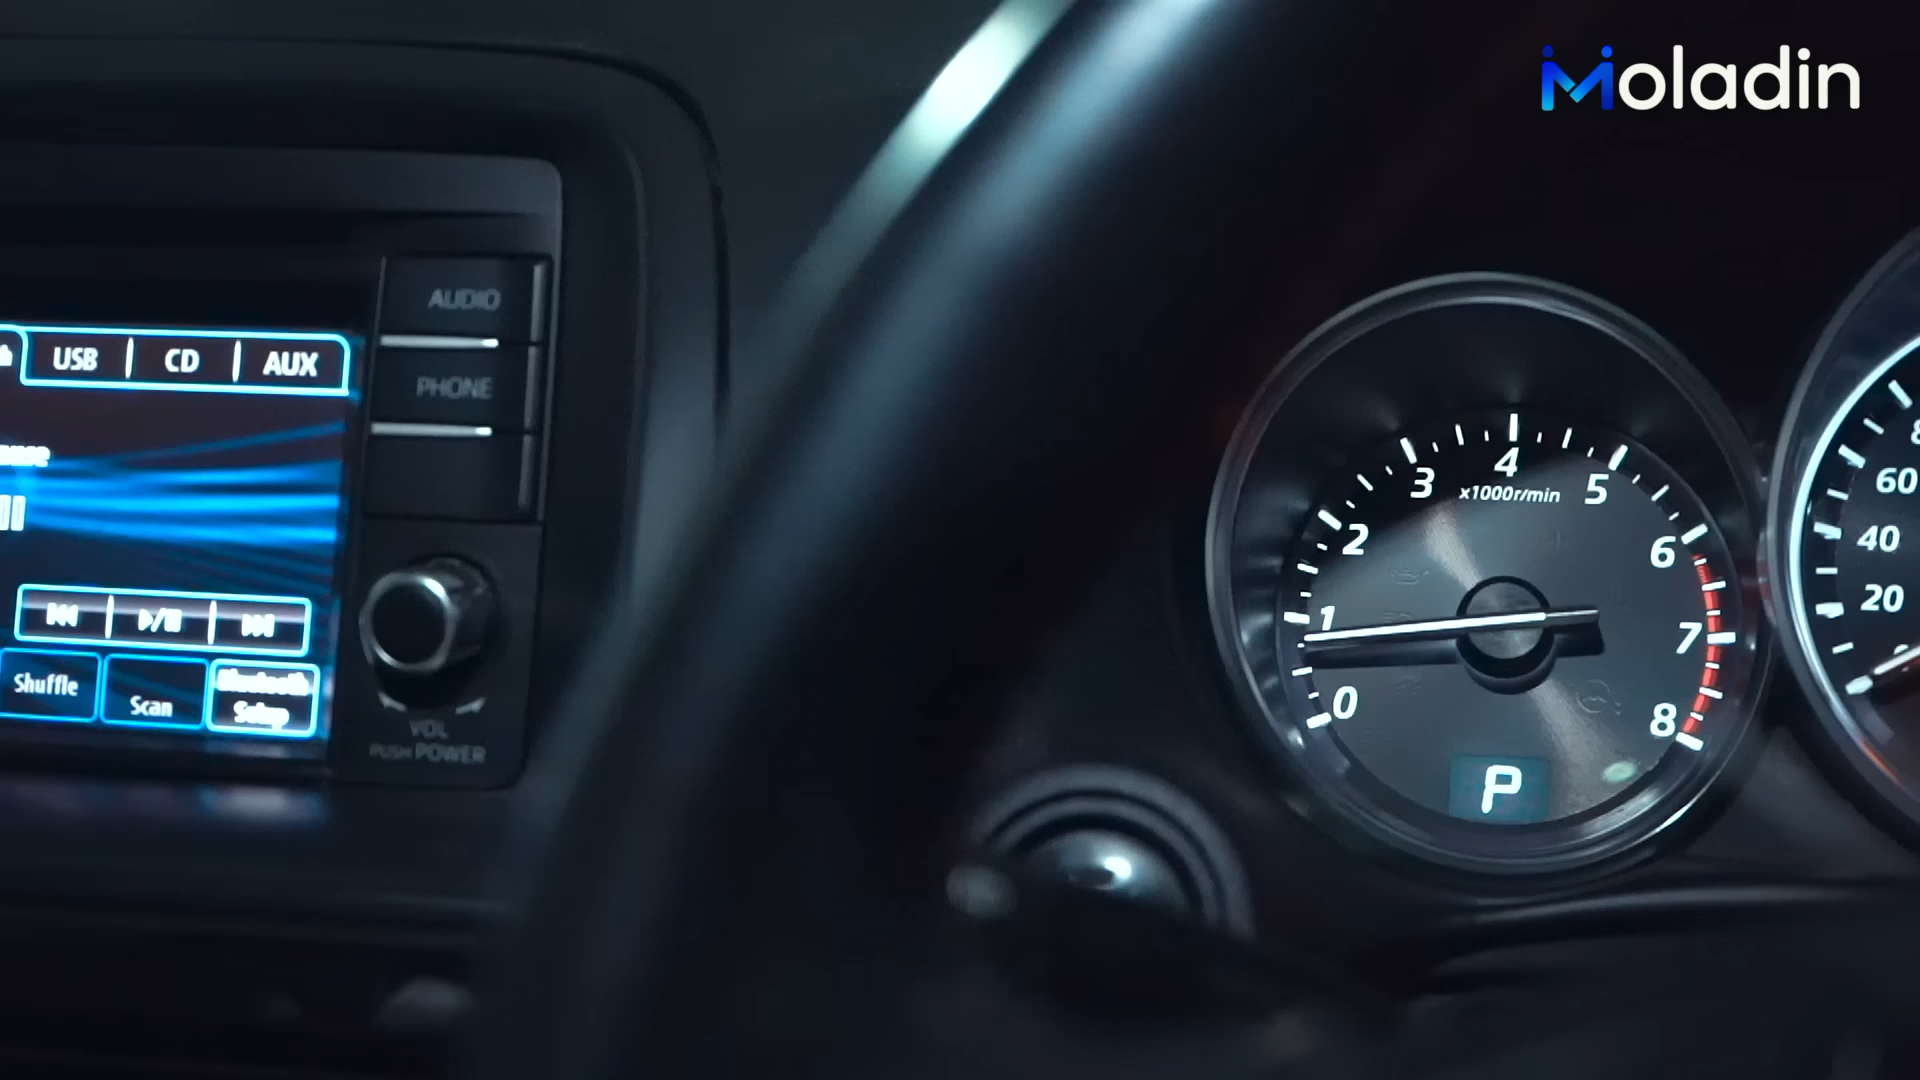 Moladin
AUDIO
USB
CD
AUX
PHONE
Shuffle
Scan
Bluetooth
Setup
VOL
PUSH POWER
0
1
2
3
4
5
6
7
8
x1000r/min
P
60
40
20